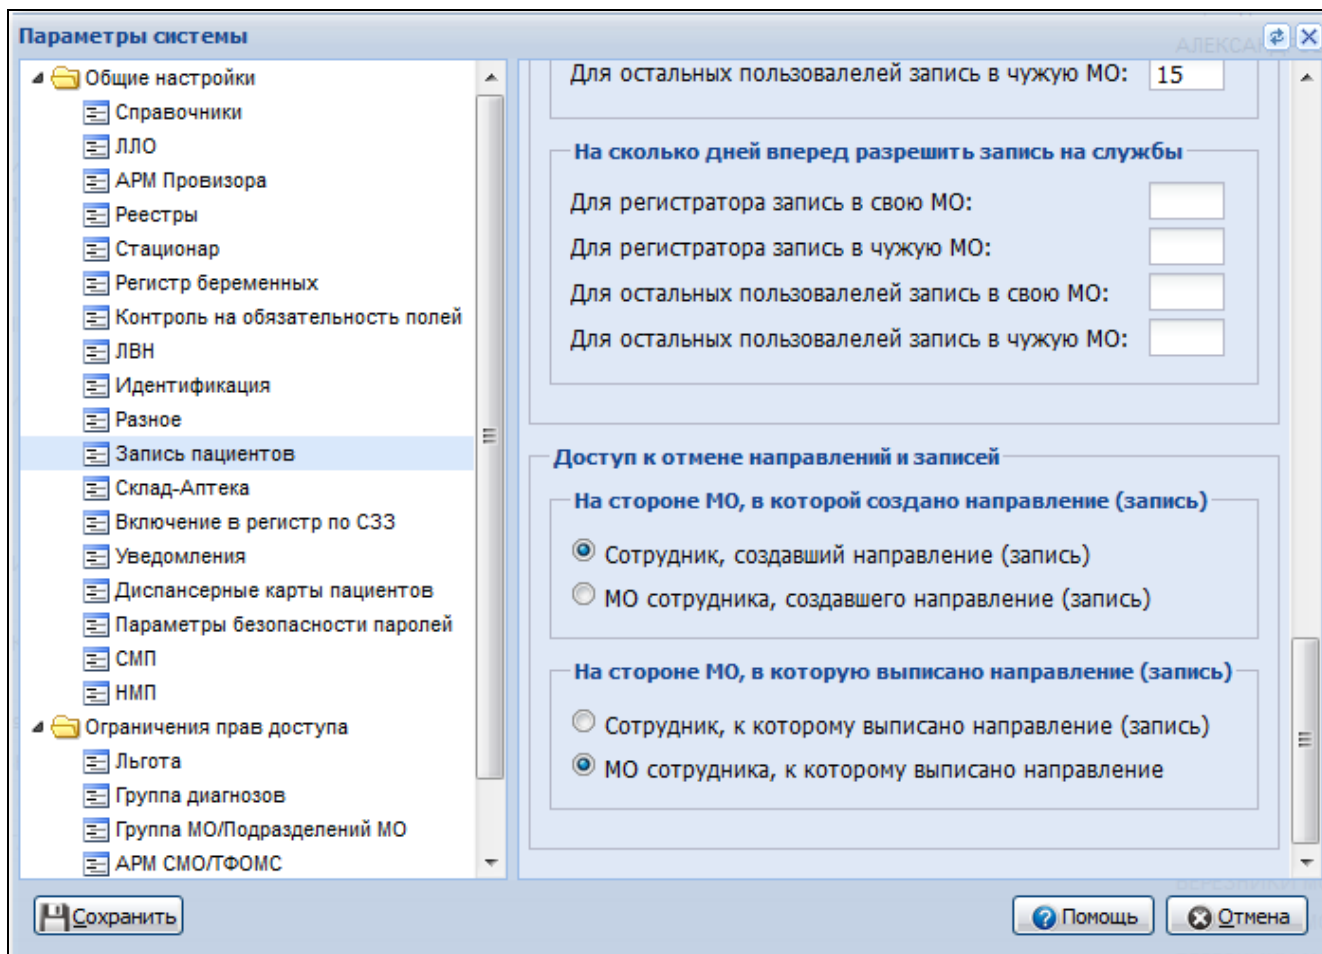 Параметры системы
Общие настройки
Справочники
ЛЛО
АРМ Провизора
Реестры
Стационар
Регистр беременных
Контроль на обязательность полей
ЛВН
Идентификация
Разное
Запись пациентов
Склад-Аптека
Включение в регистр по СЗЗ
Уведомления
Диспансерные карты пациентов
Параметры безопасности паролей
СМП
НМП
Ограничения прав доступа
Льгота
Группа диагнозов
Группа МО/Подразделений МО
АРМ СМО/ТФОМС
Для остальных пользовалелей запись в чужую МО: 15
На сколько дней вперед разрешить запись на службы
Для регистратора запись в свою МО:
Для регистратора запись в чужую МО:
Для остальных пользовалелей запись в свою МО:
Для остальных пользовалелей запись в чужую МО:
Доступ к отмене направлений и записей
На стороне МО, в которой создано направление (запись)
Сотрудник, создавший направление (запись)
МО сотрудника, создавшего направление (запись)
На стороне МО, в которую выписано направление (запись)
Сотрудник, к которому выписано направление (запись)
МО сотрудника, к которому выписано направление
Сохранить
Помощь
Отмена